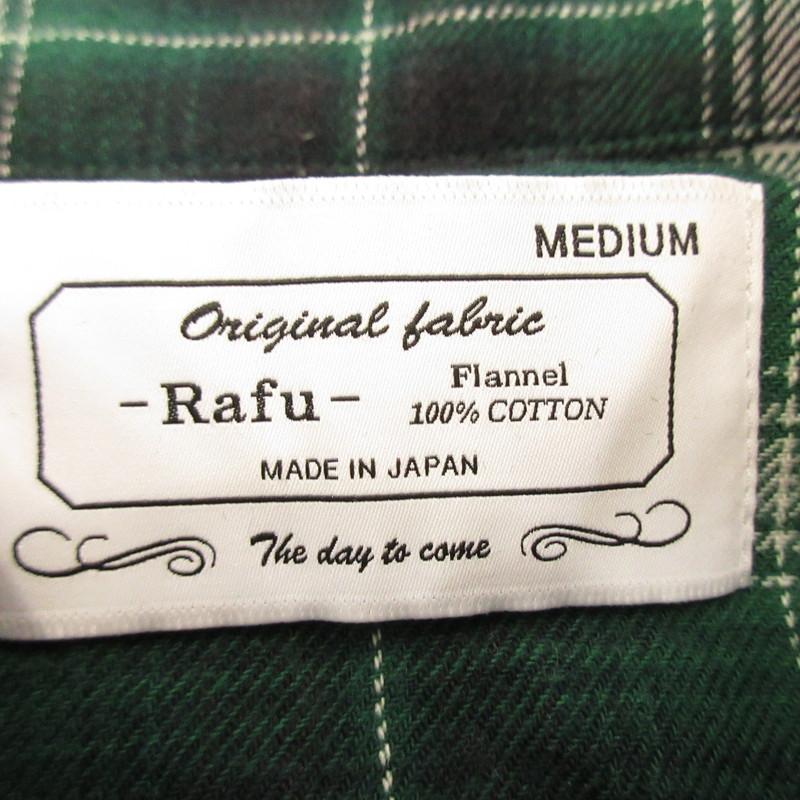 MEDIUM
Original fabric
-Rafu-
Flannel
100% COTTON
MADE IN JAPAN
The day to come